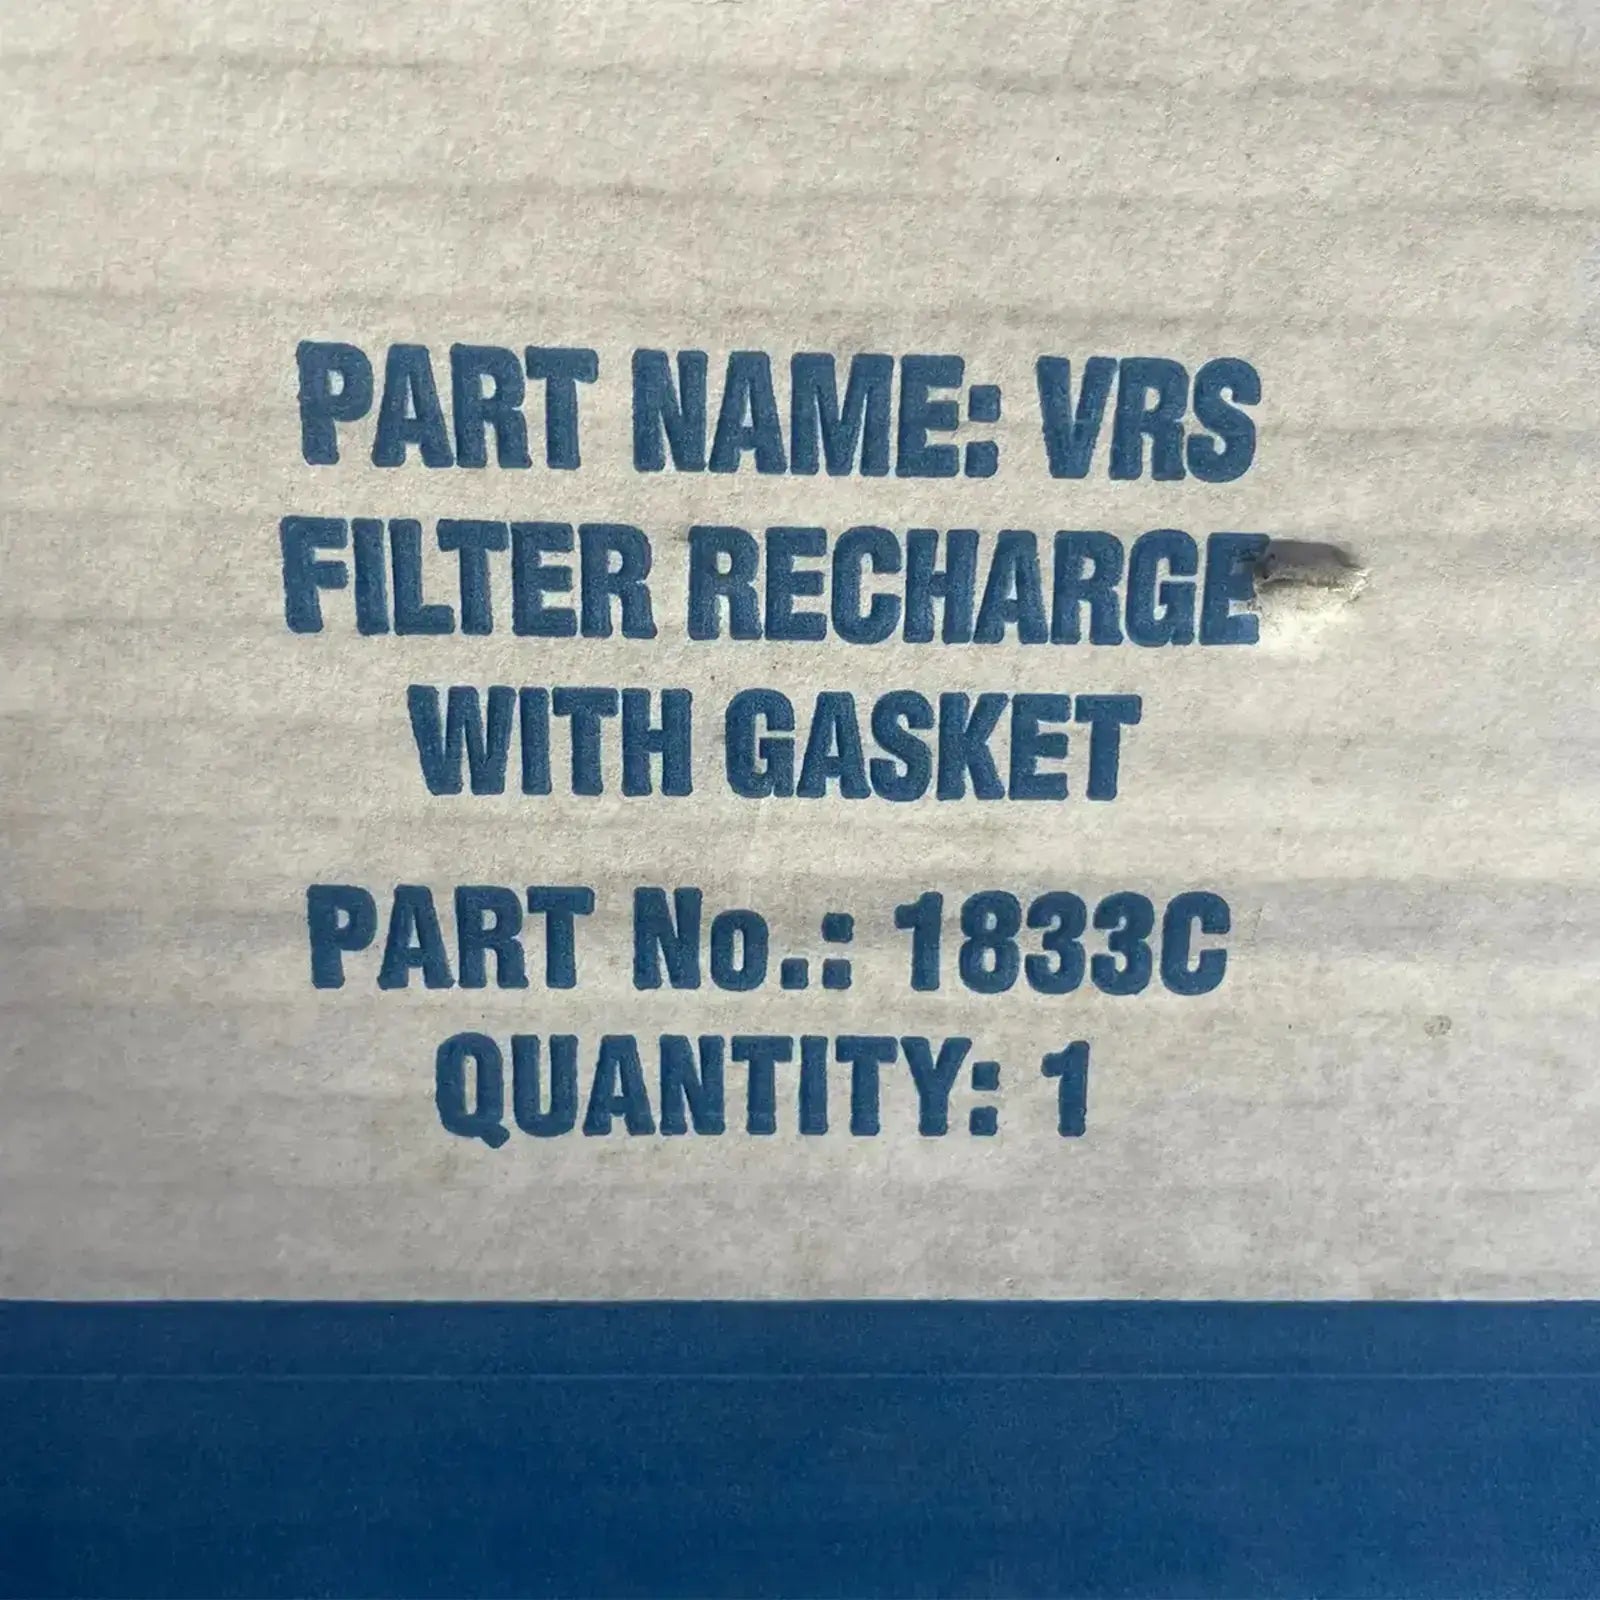 PART NAME: VRS
FILTER RECHARGE
WITH GASKET
PART No.: 1833C
QUANTITY: 1